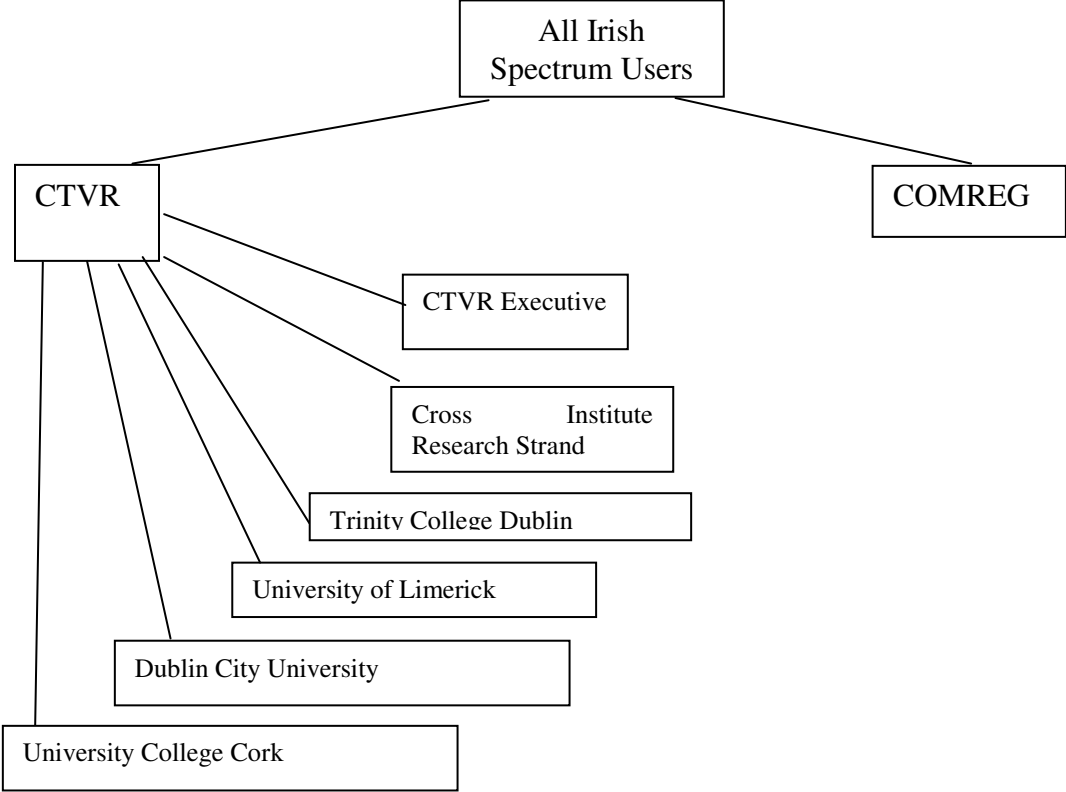 All Irish
Spectrum Users
CTVR
COMREG
CTVR Executive
Cross Institute
Research Strand
Trinity College Dublin
University of Limerick
Dublin City University
University College Cork